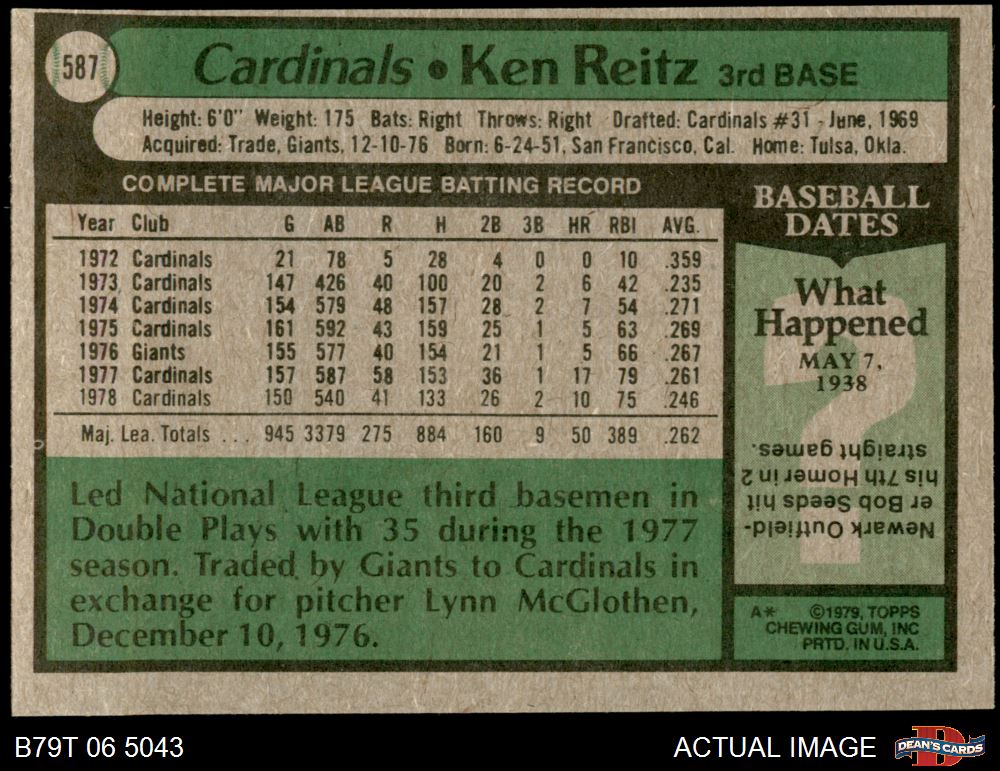 587
Cardinals • Ken Reitz 3rd BASE
Height: 6'0" Weight: 175 Bats: Right Throws: Right Drafted: Cardinals #31 - June, 1969
Acquired: Trade, Giants, 12-10-76 Born: 6-24-51, San Francisco, Cal. Home: Tulsa, Okla.
COMPLETE MAJOR LEAGUE BATTING RECORD
Year Club G AB R H 2B 3B HR RBI AVG.
1972 Cardinals 21 78 5 28 4 0 0 10 .359
1973 Cardinals 147 426 40 100 20 2 6 42 .235
1974 Cardinals 154 579 48 157 28 2 7 54 .271
1975 Cardinals 161 592 43 159 25 1 5 63 .269
1976 Giants 155 577 40 154 21 1 5 66 .267
1977 Cardinals 157 587 58 153 36 1 17 79 .261
1978 Cardinals 150 540 41 133 26 2 10 75 .246
Maj. Lea. Totals ... 945 3379 275 884 160 9 50 389 .262
Led National League third basemen in
Double Plays with 35 during the 1977
season. Traded by Giants to Cardinals in
exchange for pitcher Lynn McGlothen,
December 10, 1976.
BASEBALL
DATES
What
Happened
MAY 7,
1938
?
Newark Outfield-
er Bob Seeds hit
his 7th Homer in 2
straight games.
A* ©1979, TOPPS
CHEWING GUM, INC
PRTD. IN U.S.A.
B79T 06 5043
ACTUAL IMAGE
D
DEAN'S CARDS